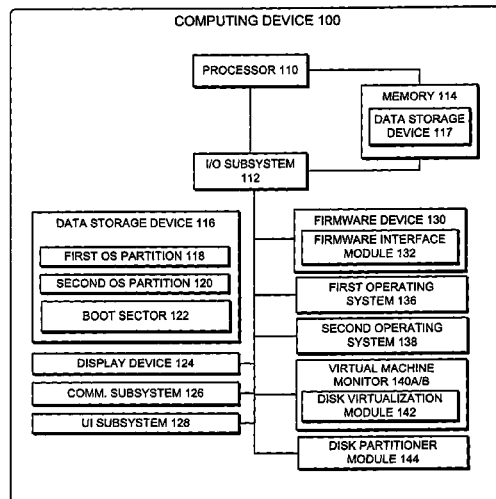 COMPUTING DEVICE 100
PROCESSOR 110
MEMORY 114
DATA STORAGE
DEVICE 117
I/O SUBSYSTEM
112
DATA STORAGE DEVICE 116
FIRST OS PARTITION 118
SECOND OS PARTITION 120
BOOT SECTOR 122
DISPLAY DEVICE 124
COMM. SUBSYSTEM 126
UI SUBSYSTEM 128
FIRMWARE DEVICE 130
FIRMWARE INTERFACE
MODULE 132
FIRST OPERATING
SYSTEM 136
SECOND OPERATING
SYSTEM 138
VIRTUAL MACHINE
MONITOR 140A/B
DISK VIRTUALIZATION
MODULE 142
DISK PARTITIONER
MODULE 144